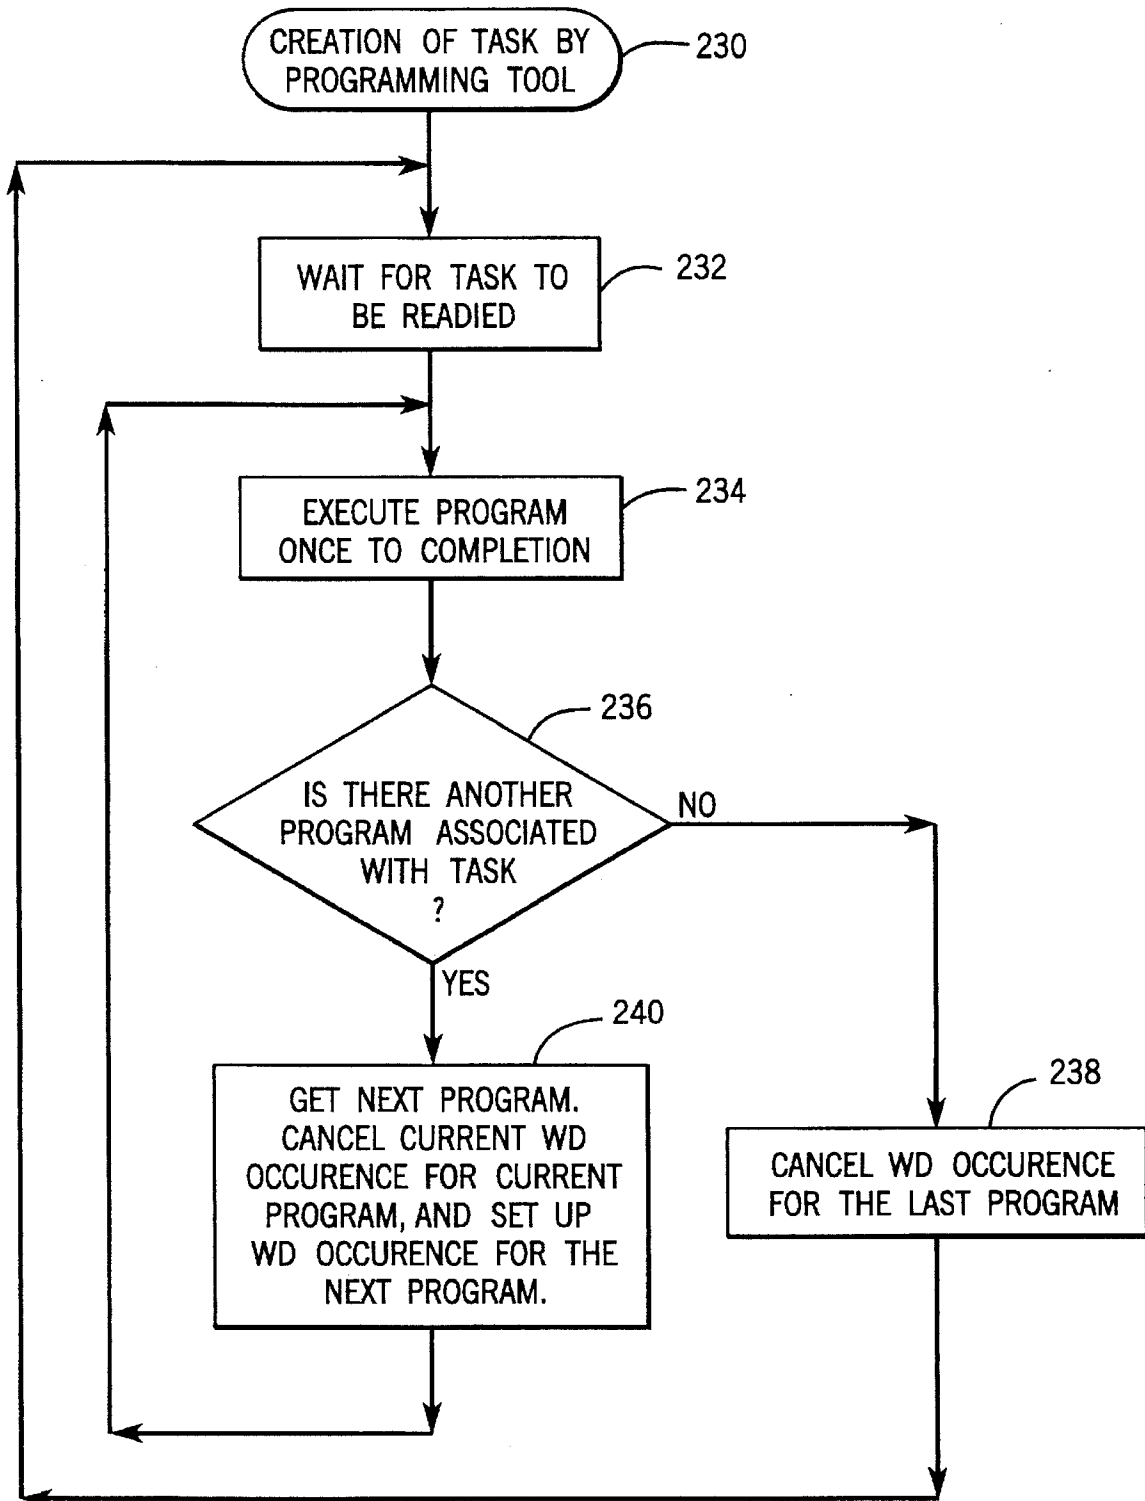 CREATION OF TASK BY
PROGRAMMING TOOL
230
WAIT FOR TASK TO
BE READIED
232
EXECUTE PROGRAM
ONCE TO COMPLETION
234
236
IS THERE ANOTHER
PROGRAM ASSOCIATED
WITH TASK
?
NO
YES
240
GET NEXT PROGRAM.
CANCEL CURRENT WD
OCCURENCE FOR CURRENT
PROGRAM, AND SET UP
WD OCCURENCE FOR THE
NEXT PROGRAM.
238
CANCEL WD OCCURENCE
FOR THE LAST PROGRAM